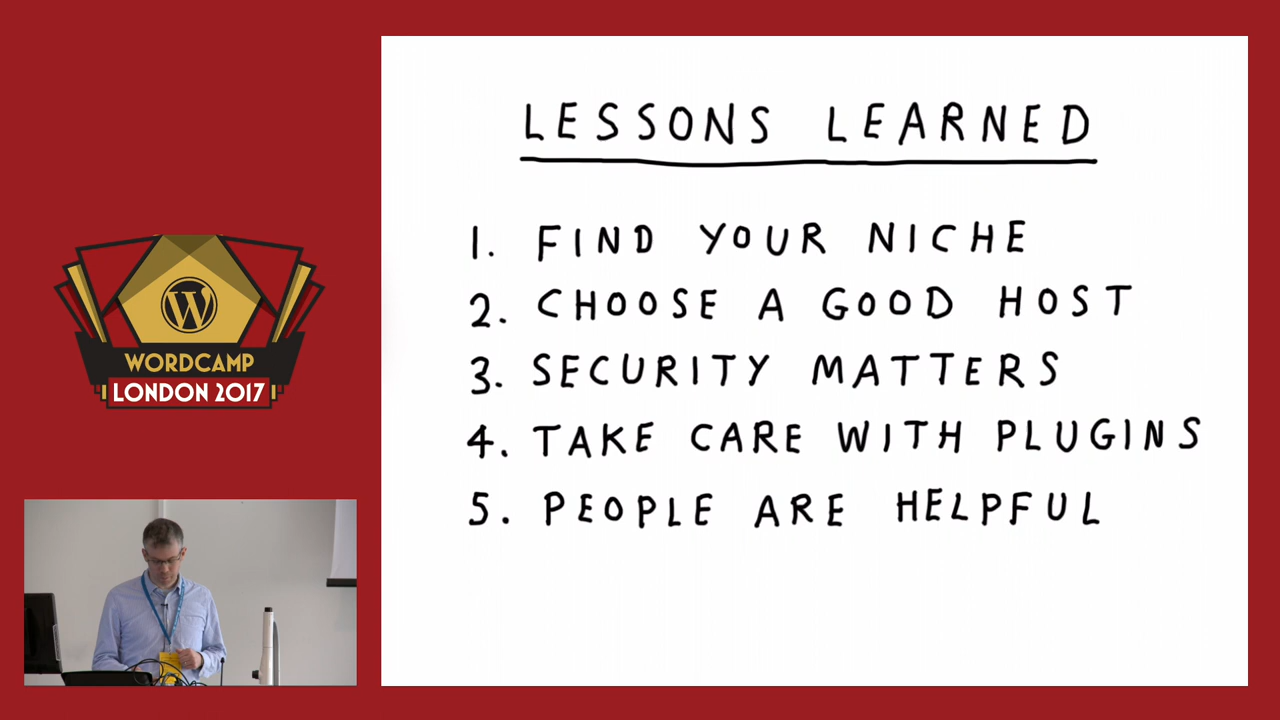 LESSONS LEARNED
1. FIND YOUR NICHE
2. CHOOSE A GOOD HOST
3. SECURITY MATTERS
4. TAKE CARE WITH PLUGINS
5. PEOPLE ARE HELPFUL
W
WORDCAMP
LONDON 2017